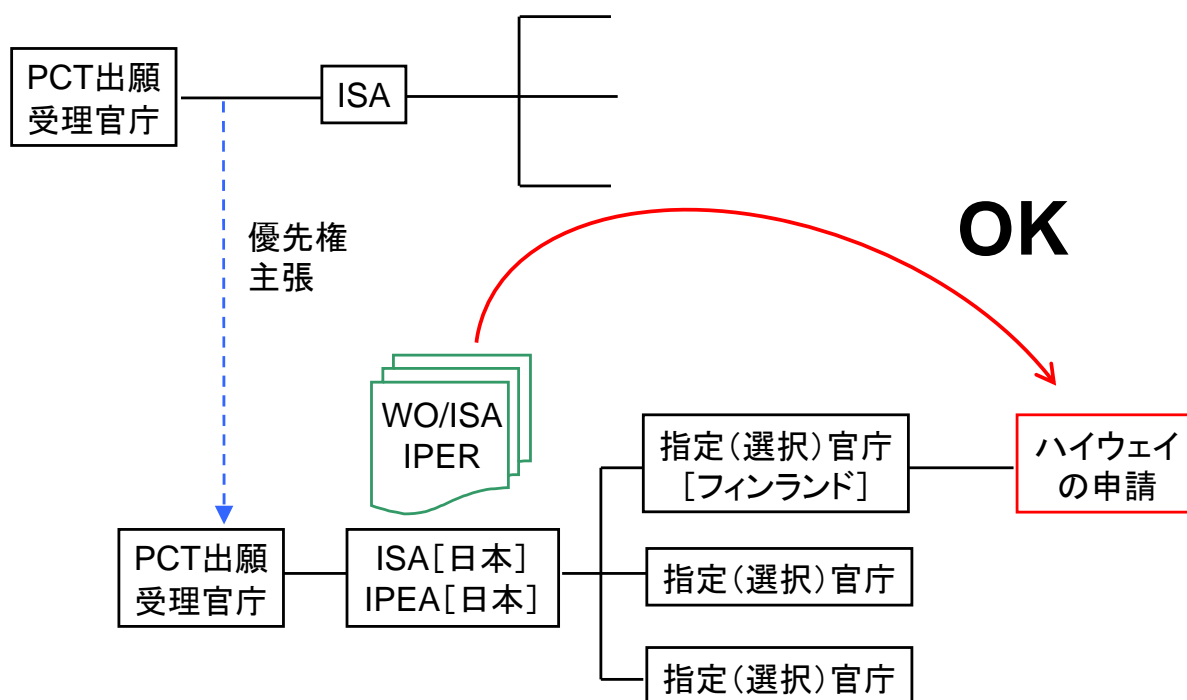 PCT出願
受理官庁
ISA
優先権
主張
OK
WO/ISA
IPER
指定(選択)官庁
[フィンランド]
ハイウェイ
の申請
PCT出願
受理官庁
ISA[日本]
IPEA[日本]
指定(選択)官庁
指定(選択)官庁